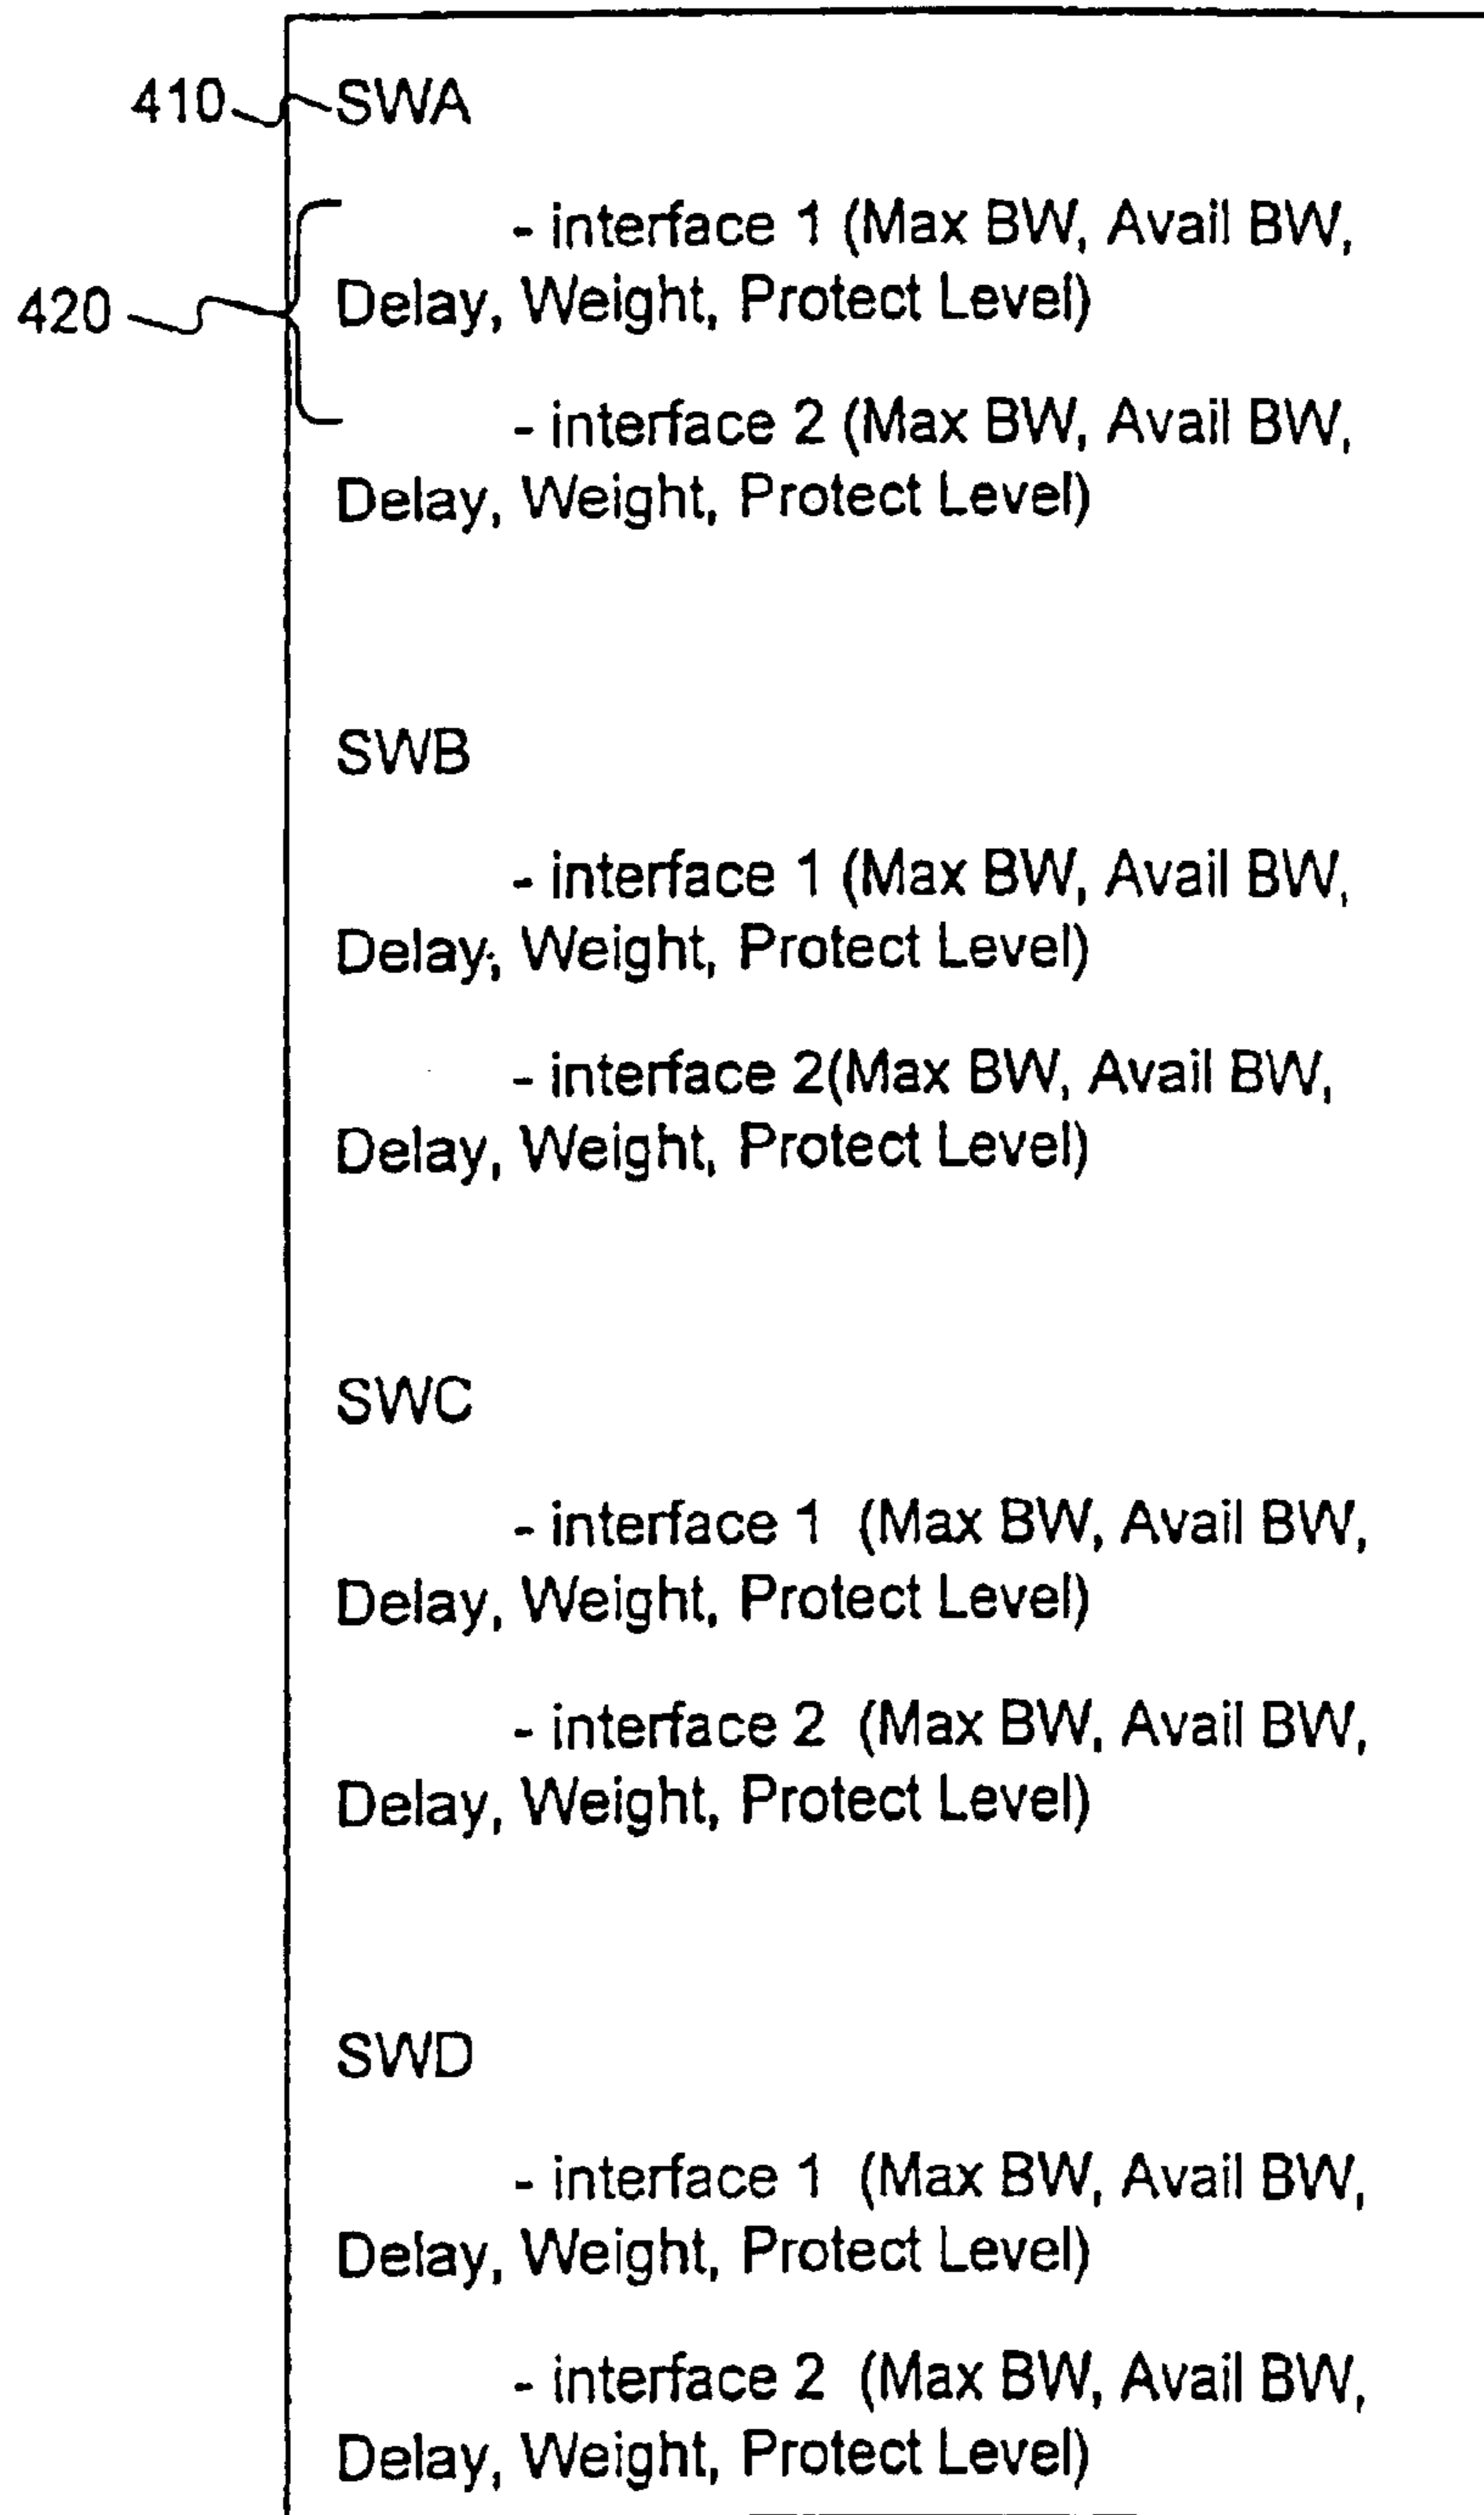 410 SWA
- interface 1 (Max BW, Avail BW,
420 Delay, Weight, Protect Level)
- interface 2 (Max BW, Avail BW,
Delay, Weight, Protect Level)
SWB
- interface 1 (Max BW, Avail BW,
Delay, Weight, Protect Level)
- interface 2(Max BW, Avail BW,
Delay, Weight, Protect Level)
SWC
- interface 1 (Max BW, Avail BW,
Delay, Weight, Protect Level)
- interface 2 (Max BW, Avail BW,
Delay, Weight, Protect Level)
SWD
- interface 1 (Max BW, Avail BW,
Delay, Weight, Protect Level)
- interface 2 (Max BW, Avail BW,
Delay, Weight, Protect Level)